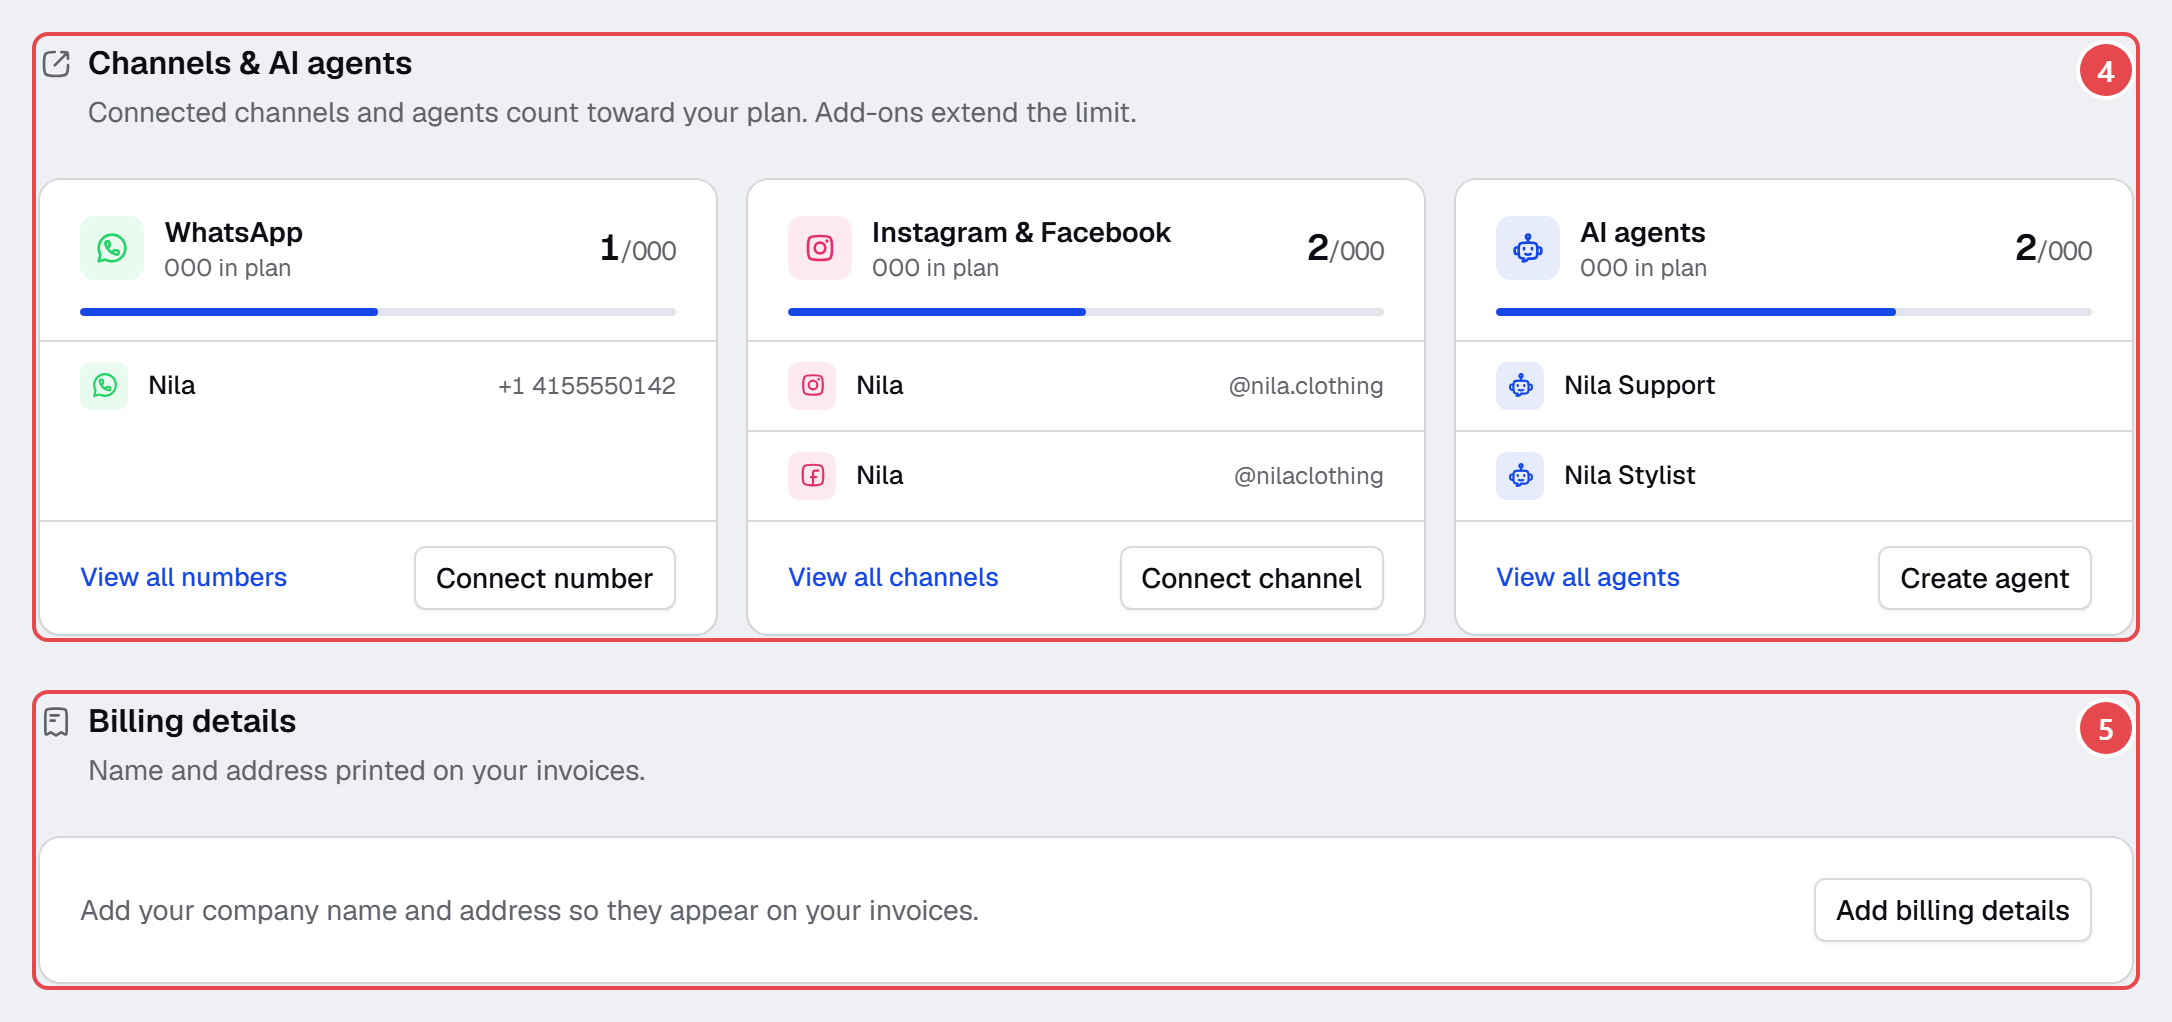 Channels & AI agents
4
Connected channels and agents count toward your plan. Add-ons extend the limit.
WhatsApp
000 in plan
1/000
Nila
+1 4155550142
View all numbers
Connect number
Instagram & Facebook
000 in plan
2/000
Nila
@nila.clothing
Nila
@nilaclothing
View all channels
Connect channel
AI agents
000 in plan
2/000
Nila Support
Nila Stylist
View all agents
Create agent
Billing details
5
Name and address printed on your invoices.
Add your company name and address so they appear on your invoices.
Add billing details